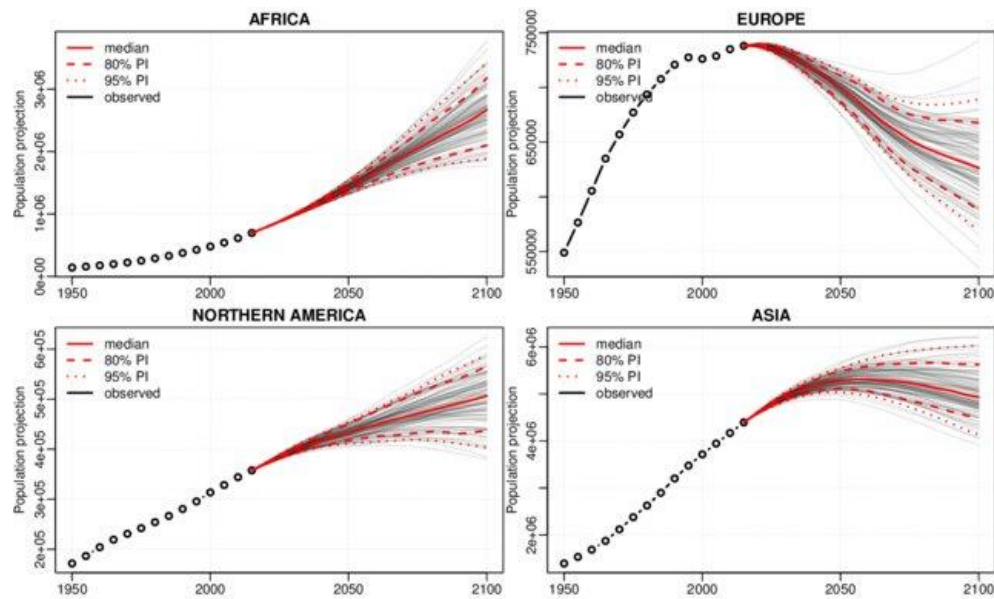 AFRICA
median
80% PI
95% PI
observed
Population projection
0e+00
1e+06
2e+06
3e+06
1950
2000
2050
2100
EUROPE
median
80% PI
95% PI
observed
Population projection
550000
650000
750000
1950
2000
2050
2100
NORTHERN AMERICA
median
80% PI
95% PI
observed
Population projection
2e+05
3e+05
4e+05
5e+05
6e+05
1950
2000
2050
2100
ASIA
median
80% PI
95% PI
observed
Population projection
2e+06
4e+06
6e+06
1950
2000
2050
2100